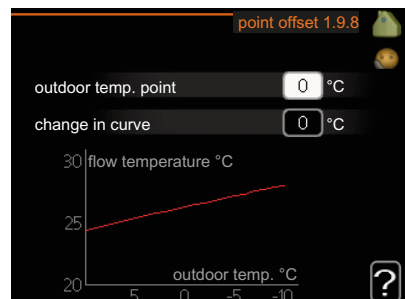 point offset 1.9.8
outdoor temp. point 0 °C
change in curve 0 °C
30 flow temperature °C
25
outdoor temp. °C
20
5 0 -5 -10
?